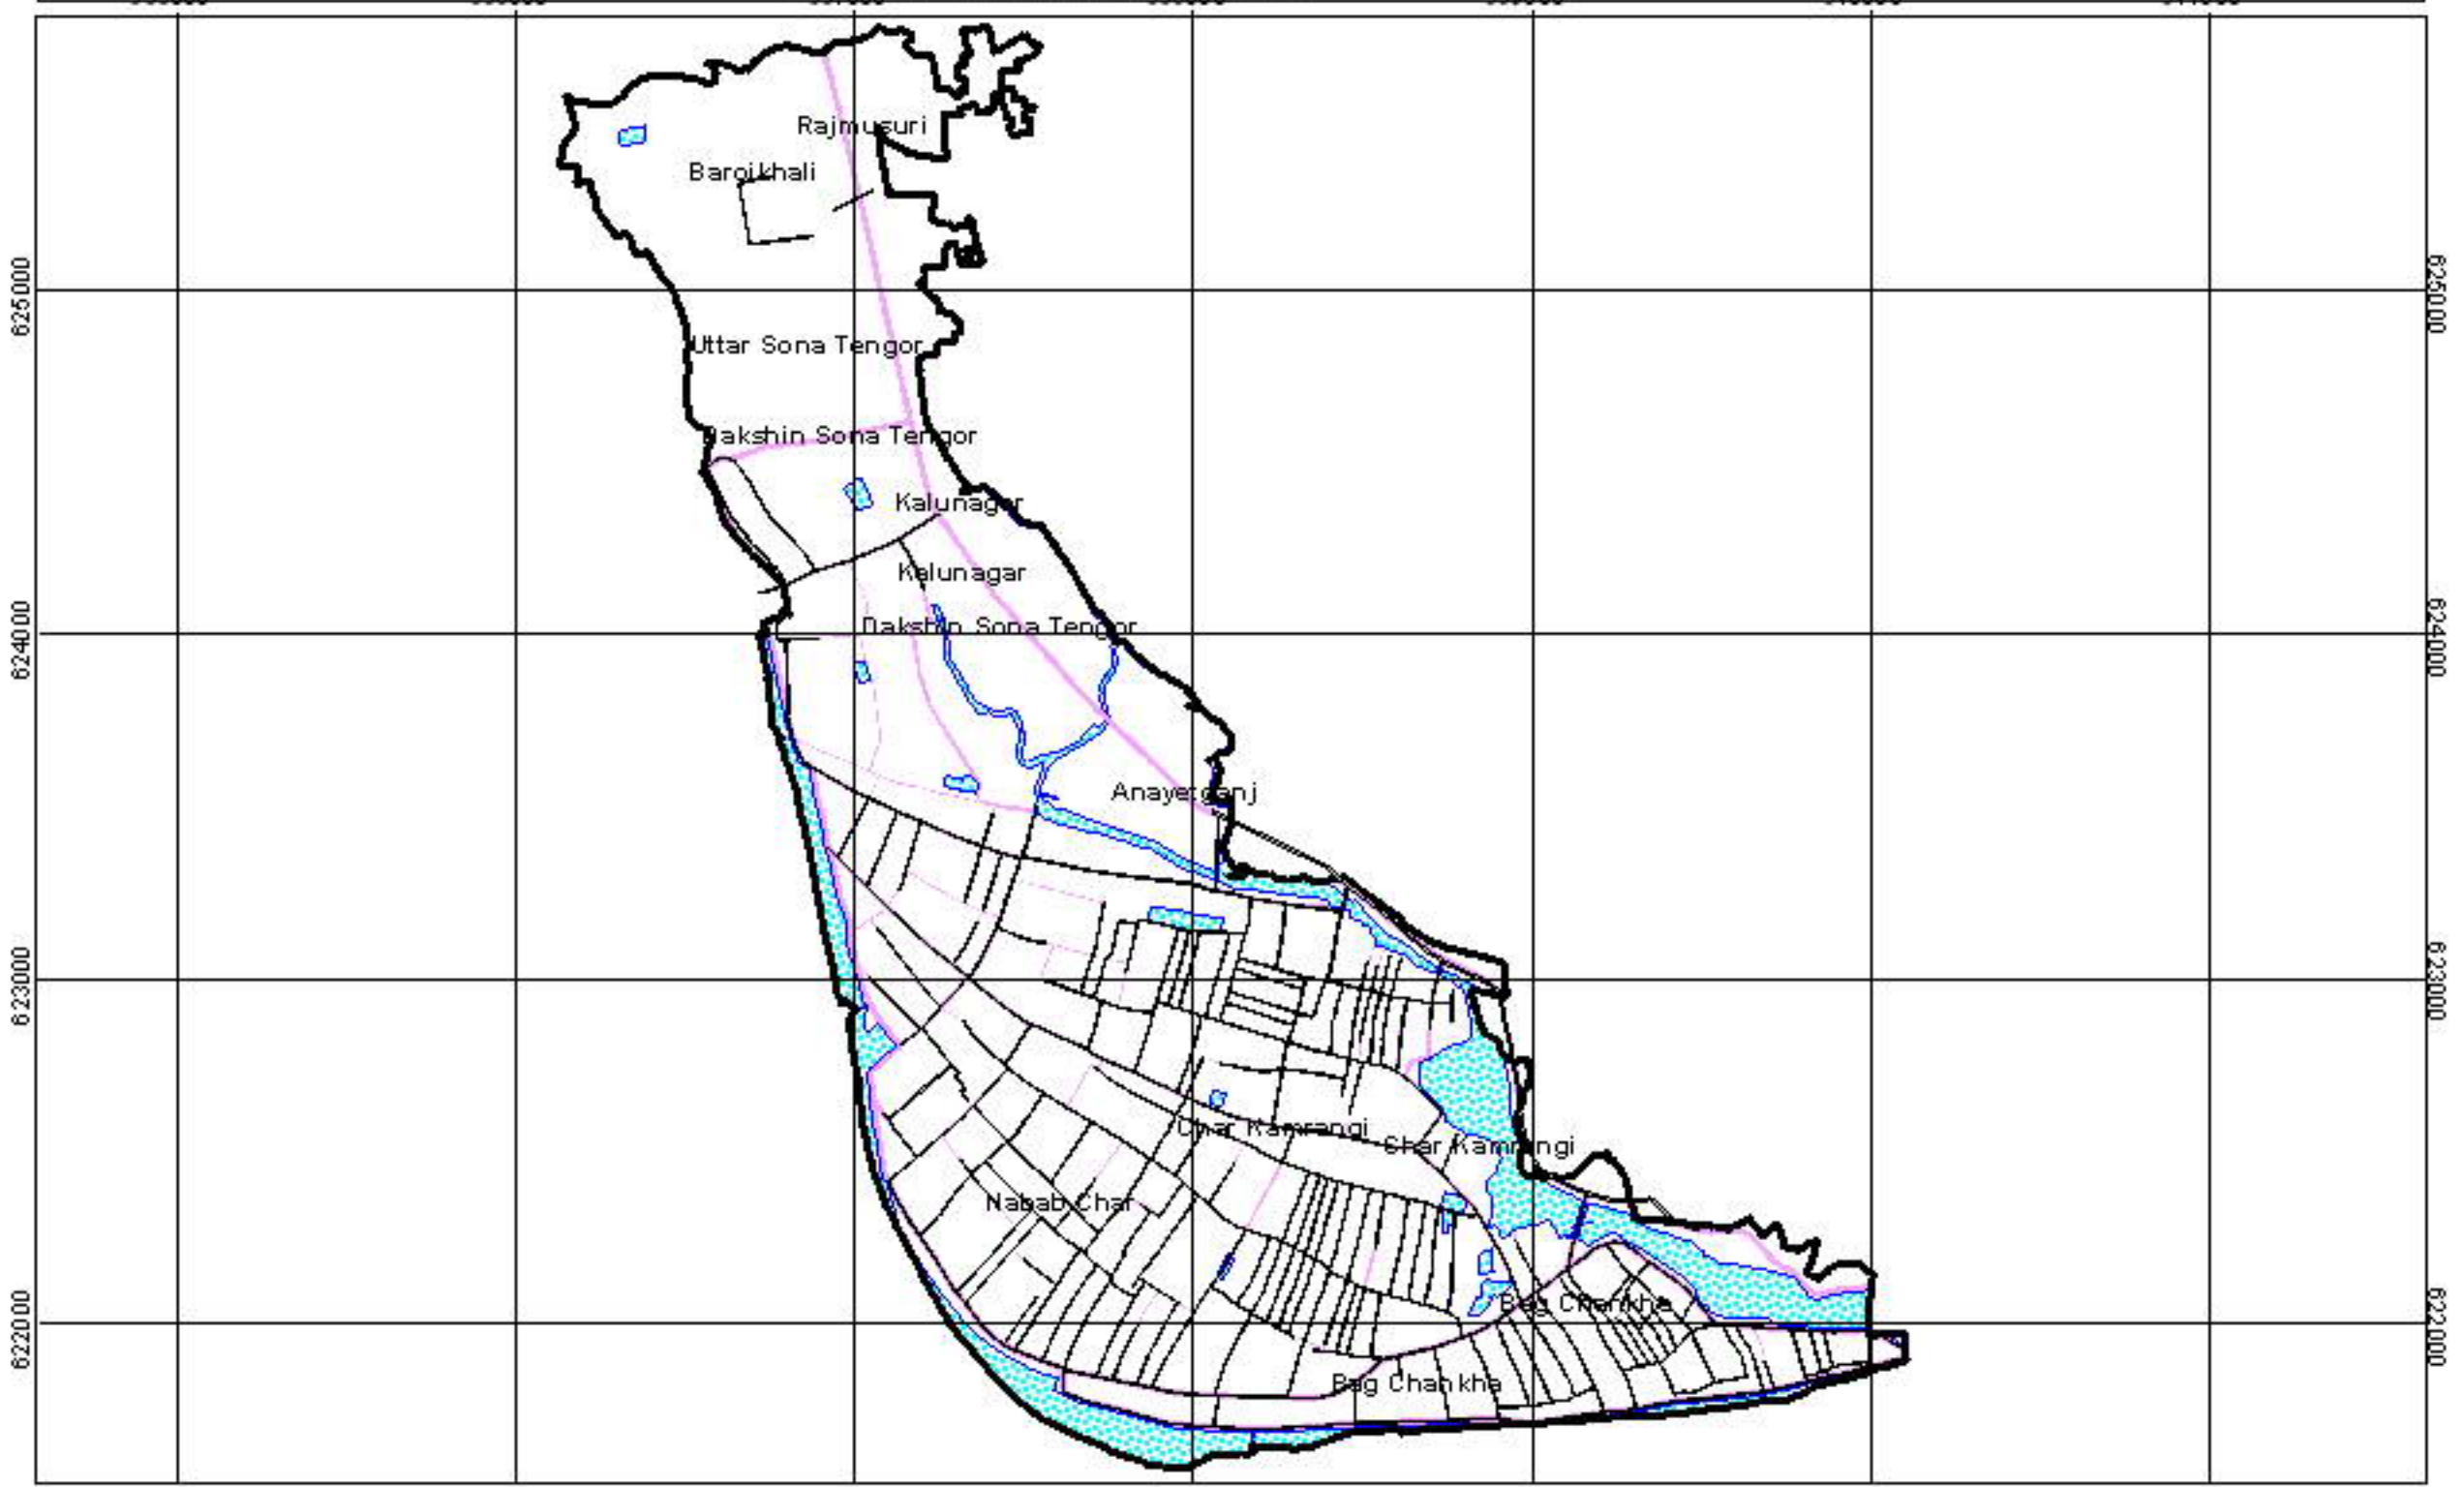 Rajmusuri
Baroikhali
625000
625000
Uttar Sona Tengor
Dakshin Sona Tengor
Kalunagar
Kalunagar
624000
Dakshin Sona Tengor
624000
Anayetganj
623000
623000
Char Kamrangi
Char Kamrangi
Nabab Char
Bag Chankha
622000
622000
Bag Chankha